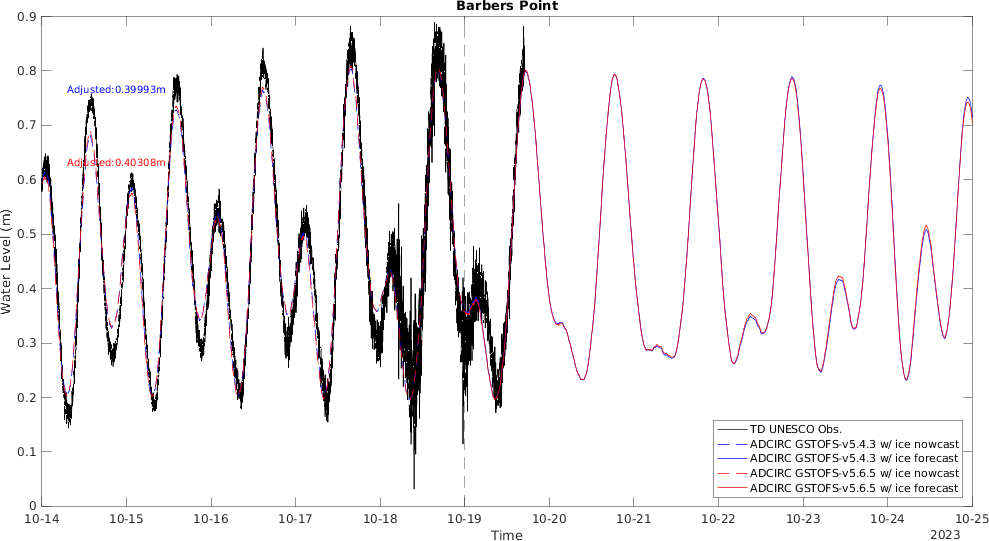 Barbers Point
0.9
0.8
0.7
0.6
0.5
0.4
0.3
0.2
0.1
0
Water Level (m)
Adjusted:0.39993m
Adjusted:0.40308m
TD UNESCO Obs.
ADCIRC GSTOFS-v5.4.3 w/ ice nowcast
ADCIRC GSTOFS-v5.4.3 w/ ice forecast
ADCIRC GSTOFS-v5.6.5 w/ ice nowcast
ADCIRC GSTOFS-v5.6.5 w/ ice forecast
10-14 10-15 10-16 10-17 10-18 10-19 10-20 10-21 10-22 10-23 10-24 10-25
Time
2023